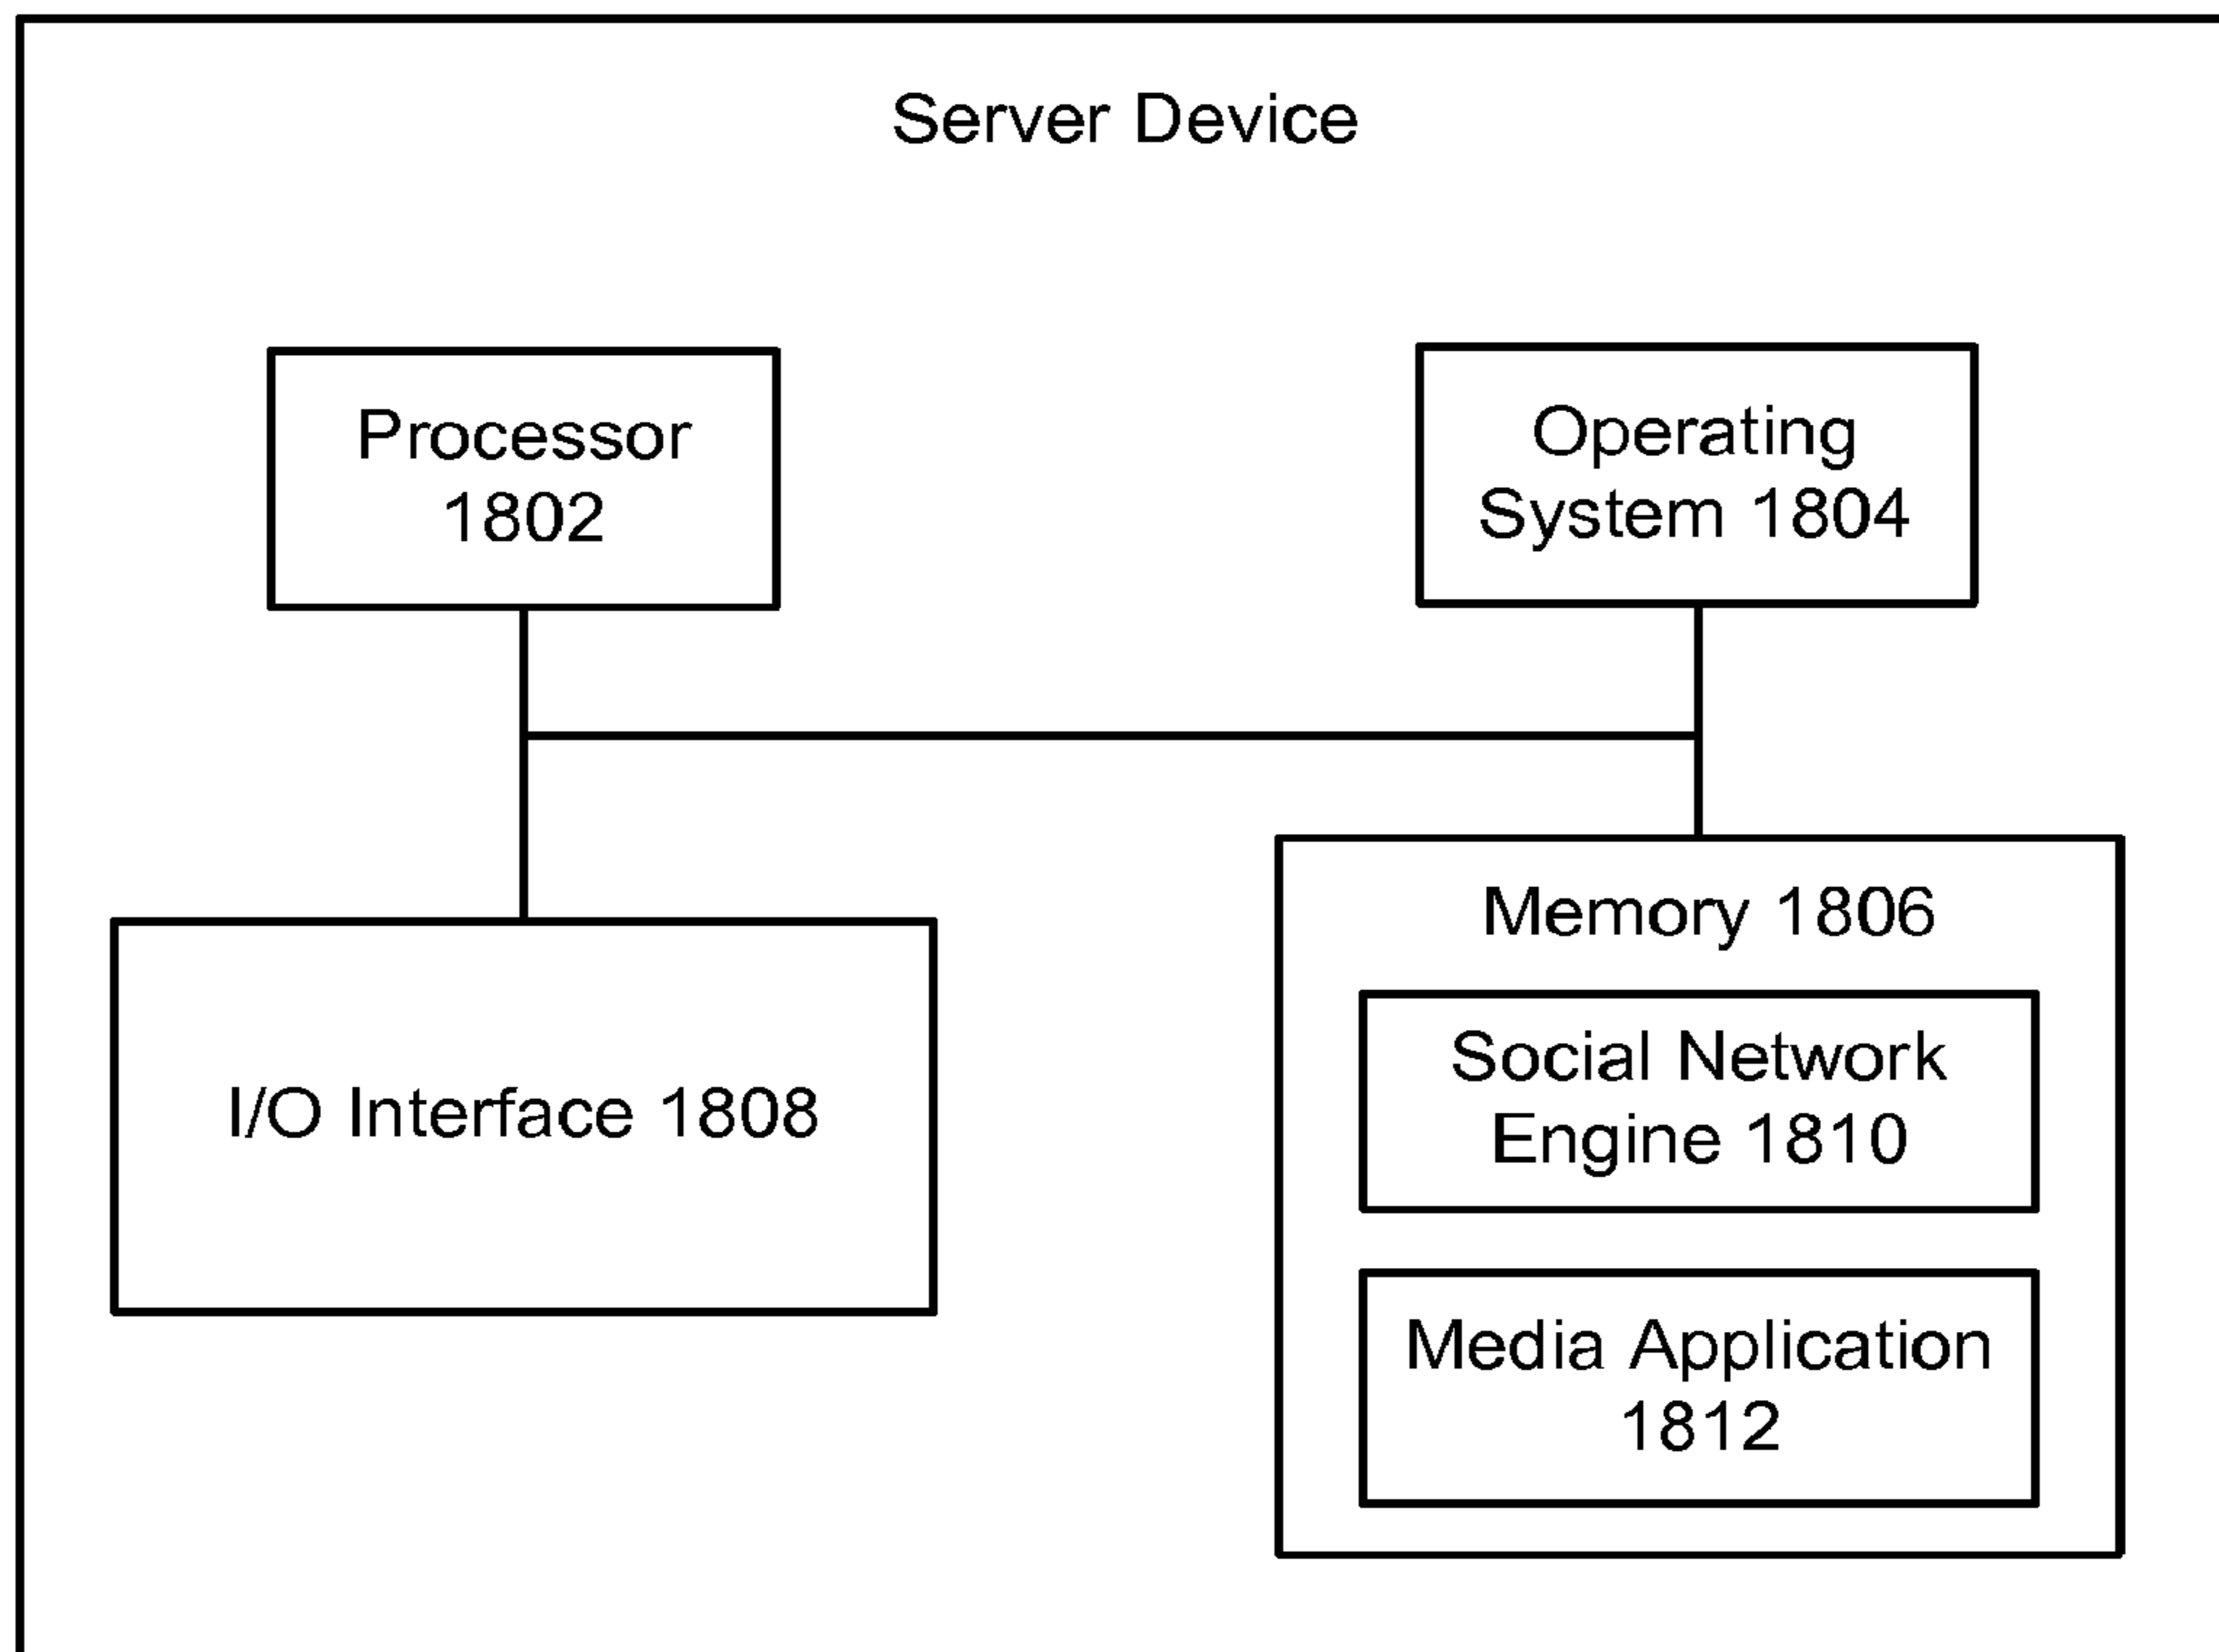 Server Device
Processor
1802
Operating
System 1804
I/O Interface 1808
Memory 1806
Social Network
Engine 1810
Media Application
1812